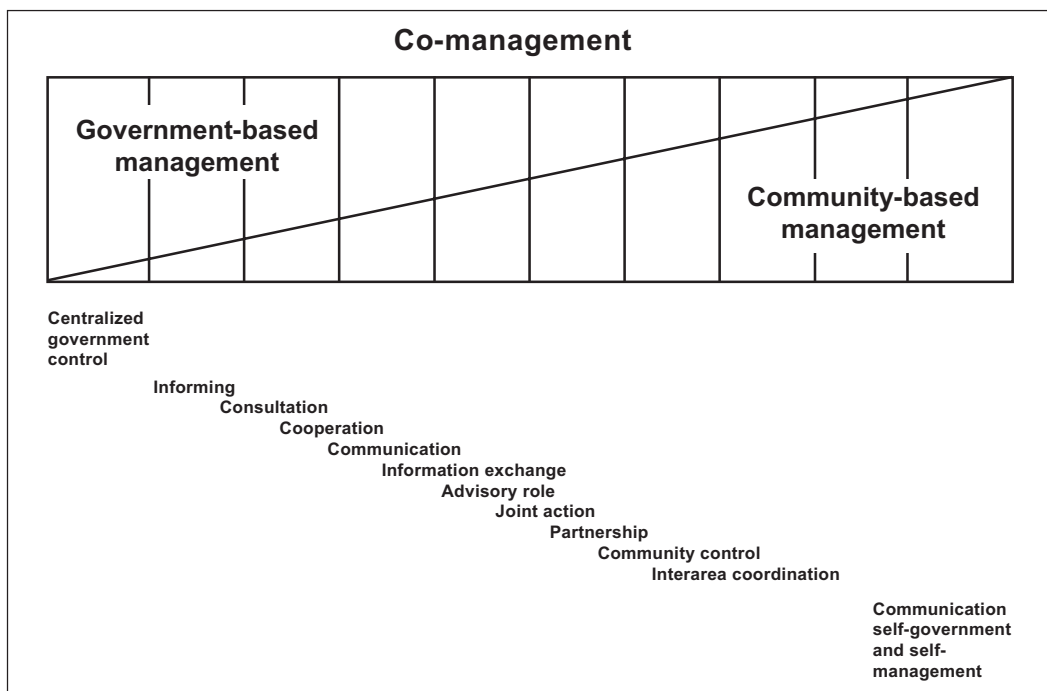 Co-management
Government-based
management
Community-based
management
Centralized
government
control
Informing
Consultation
Cooperation
Communication
Information exchange
Advisory role
Joint action
Partnership
Community control
Interarea coordination
Communication
self-government
and self-
management